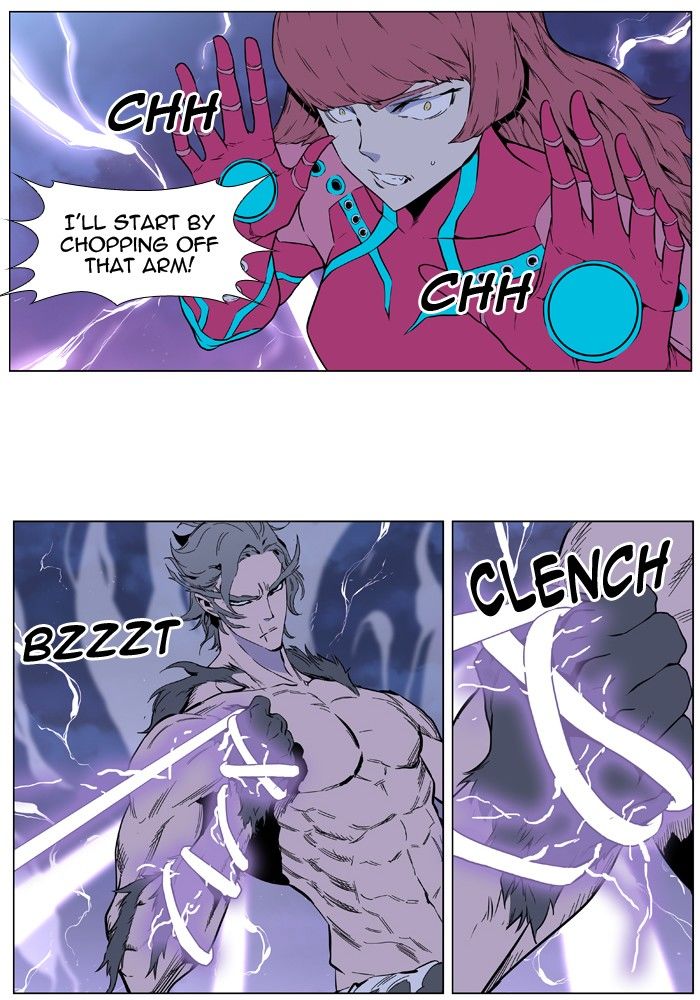 CHH
I'LL START BY
CHOPPING OFF
THAT ARM!
CHH
BZZZT
CLENCH